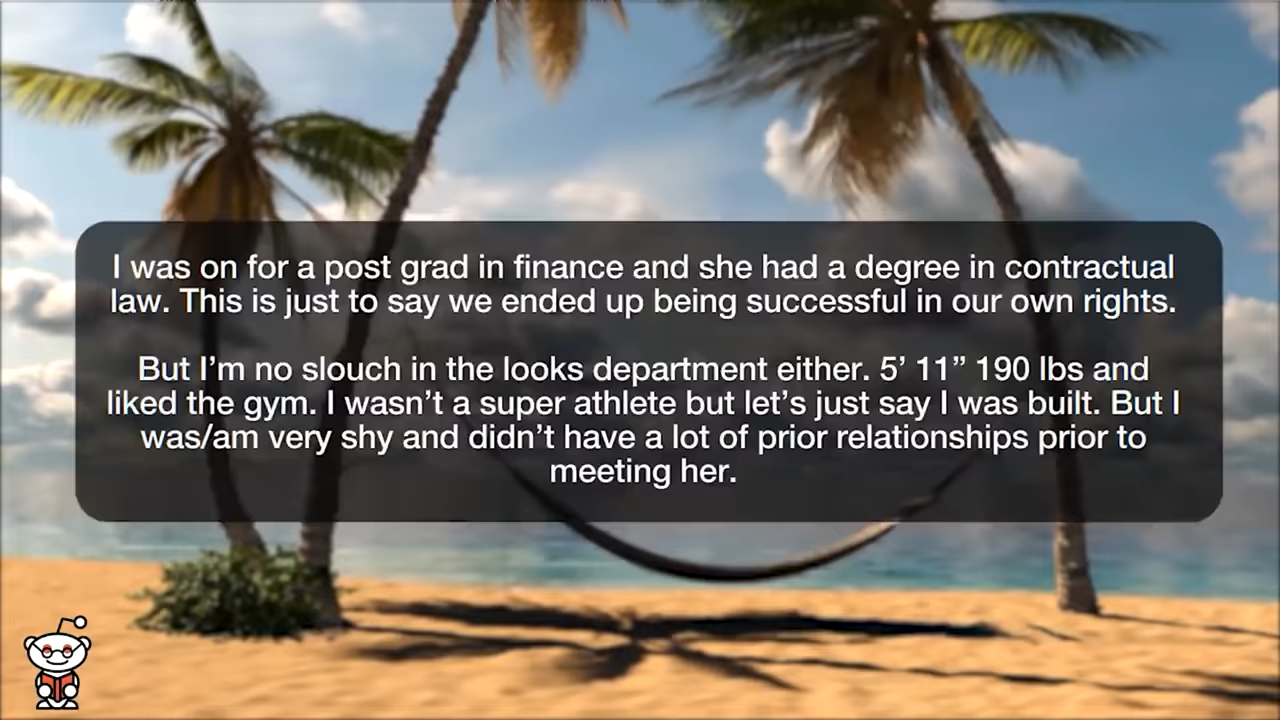 I was on for a post grad in finance and she had a degree in contractual
law. This is just to say we ended up being successful in our own rights.
But I’m no slouch in the looks department either. 5’ 11” 190 lbs and
liked the gym. I wasn’t a super athlete but let’s just say I was built. But I
was/am very shy and didn’t have a lot of prior relationships prior to
meeting her.